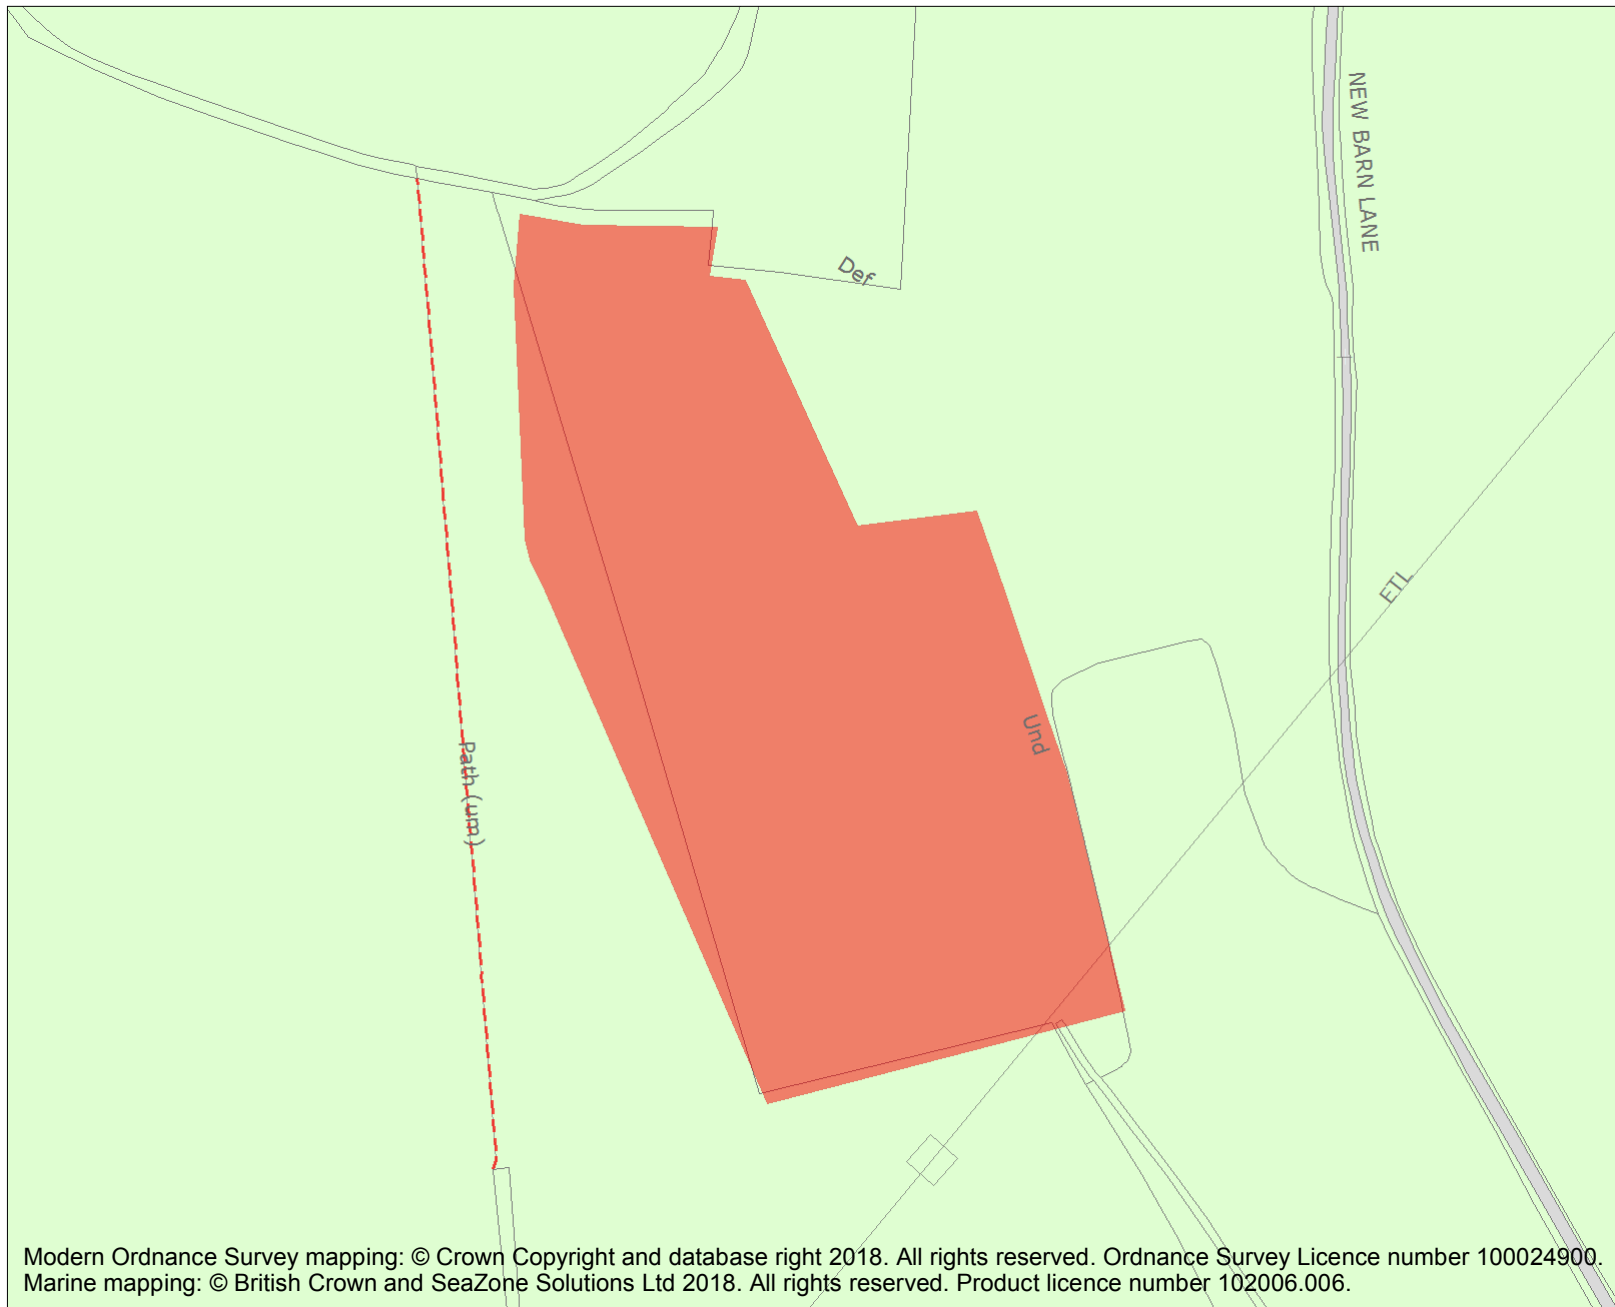 NEW BARN LANE
Def
ETL
Und
Path (um)
Modern Ordnance Survey mapping: © Crown Copyright and database right 2018. All rights reserved. Ordnance Survey Licence number 100024900.
Marine mapping: © British Crown and SeaZone Solutions Ltd 2018. All rights reserved. Product licence number 102006.006.